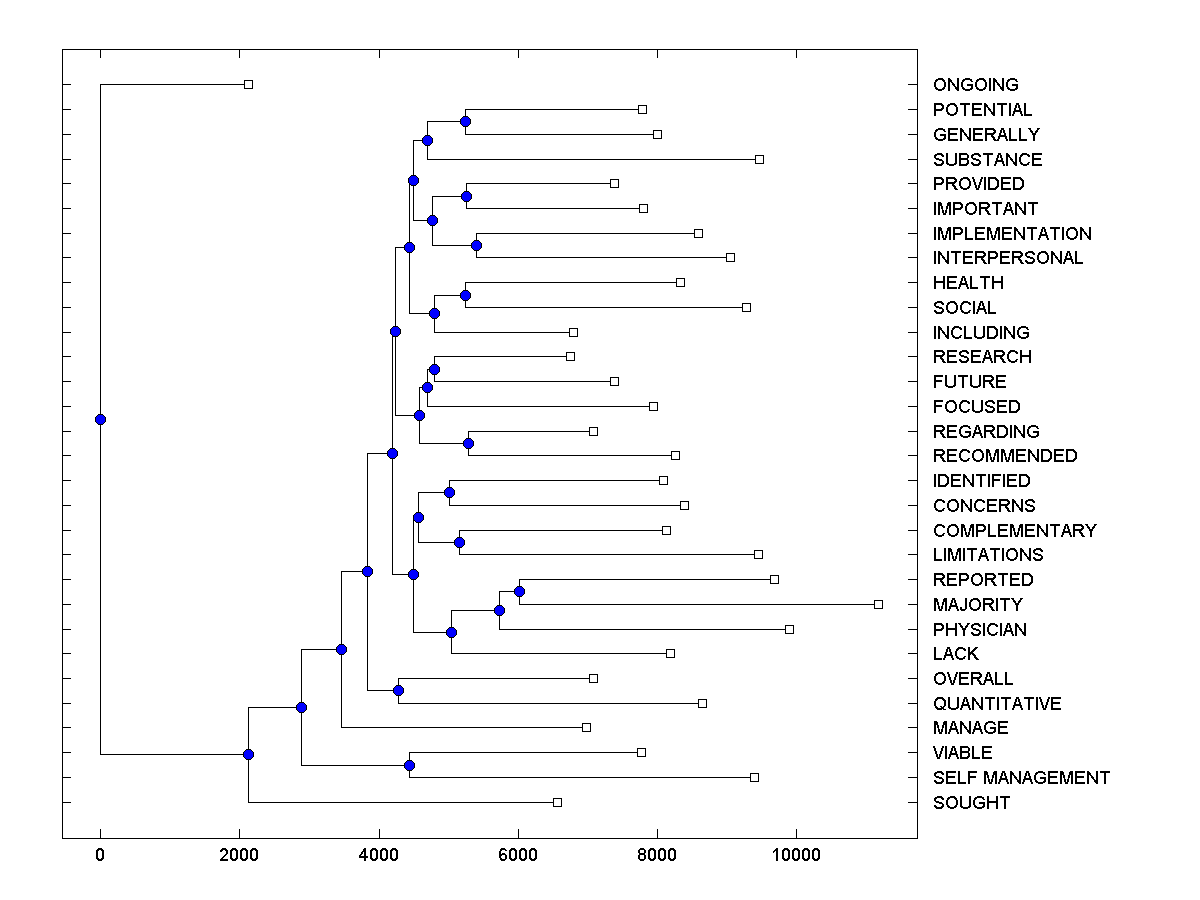 ONGOING
POTENTIAL
GENERALLY
SUBSTANCE
PROVIDED
IMPORTANT
IMPLEMENTATION
INTERPERSONAL
HEALTH
SOCIAL
INCLUDING
RESEARCH
FUTURE
FOCUSED
REGARDING
RECOMMENDED
IDENTIFIED
CONCERNS
COMPLEMENTARY
LIMITATIONS
REPORTED
MAJORITY
PHYSICIAN
LACK
OVERALL
QUANTITATIVE
MANAGE
VIABLE
SELF MANAGEMENT
SOUGHT
0 2000 4000 6000 8000 10000